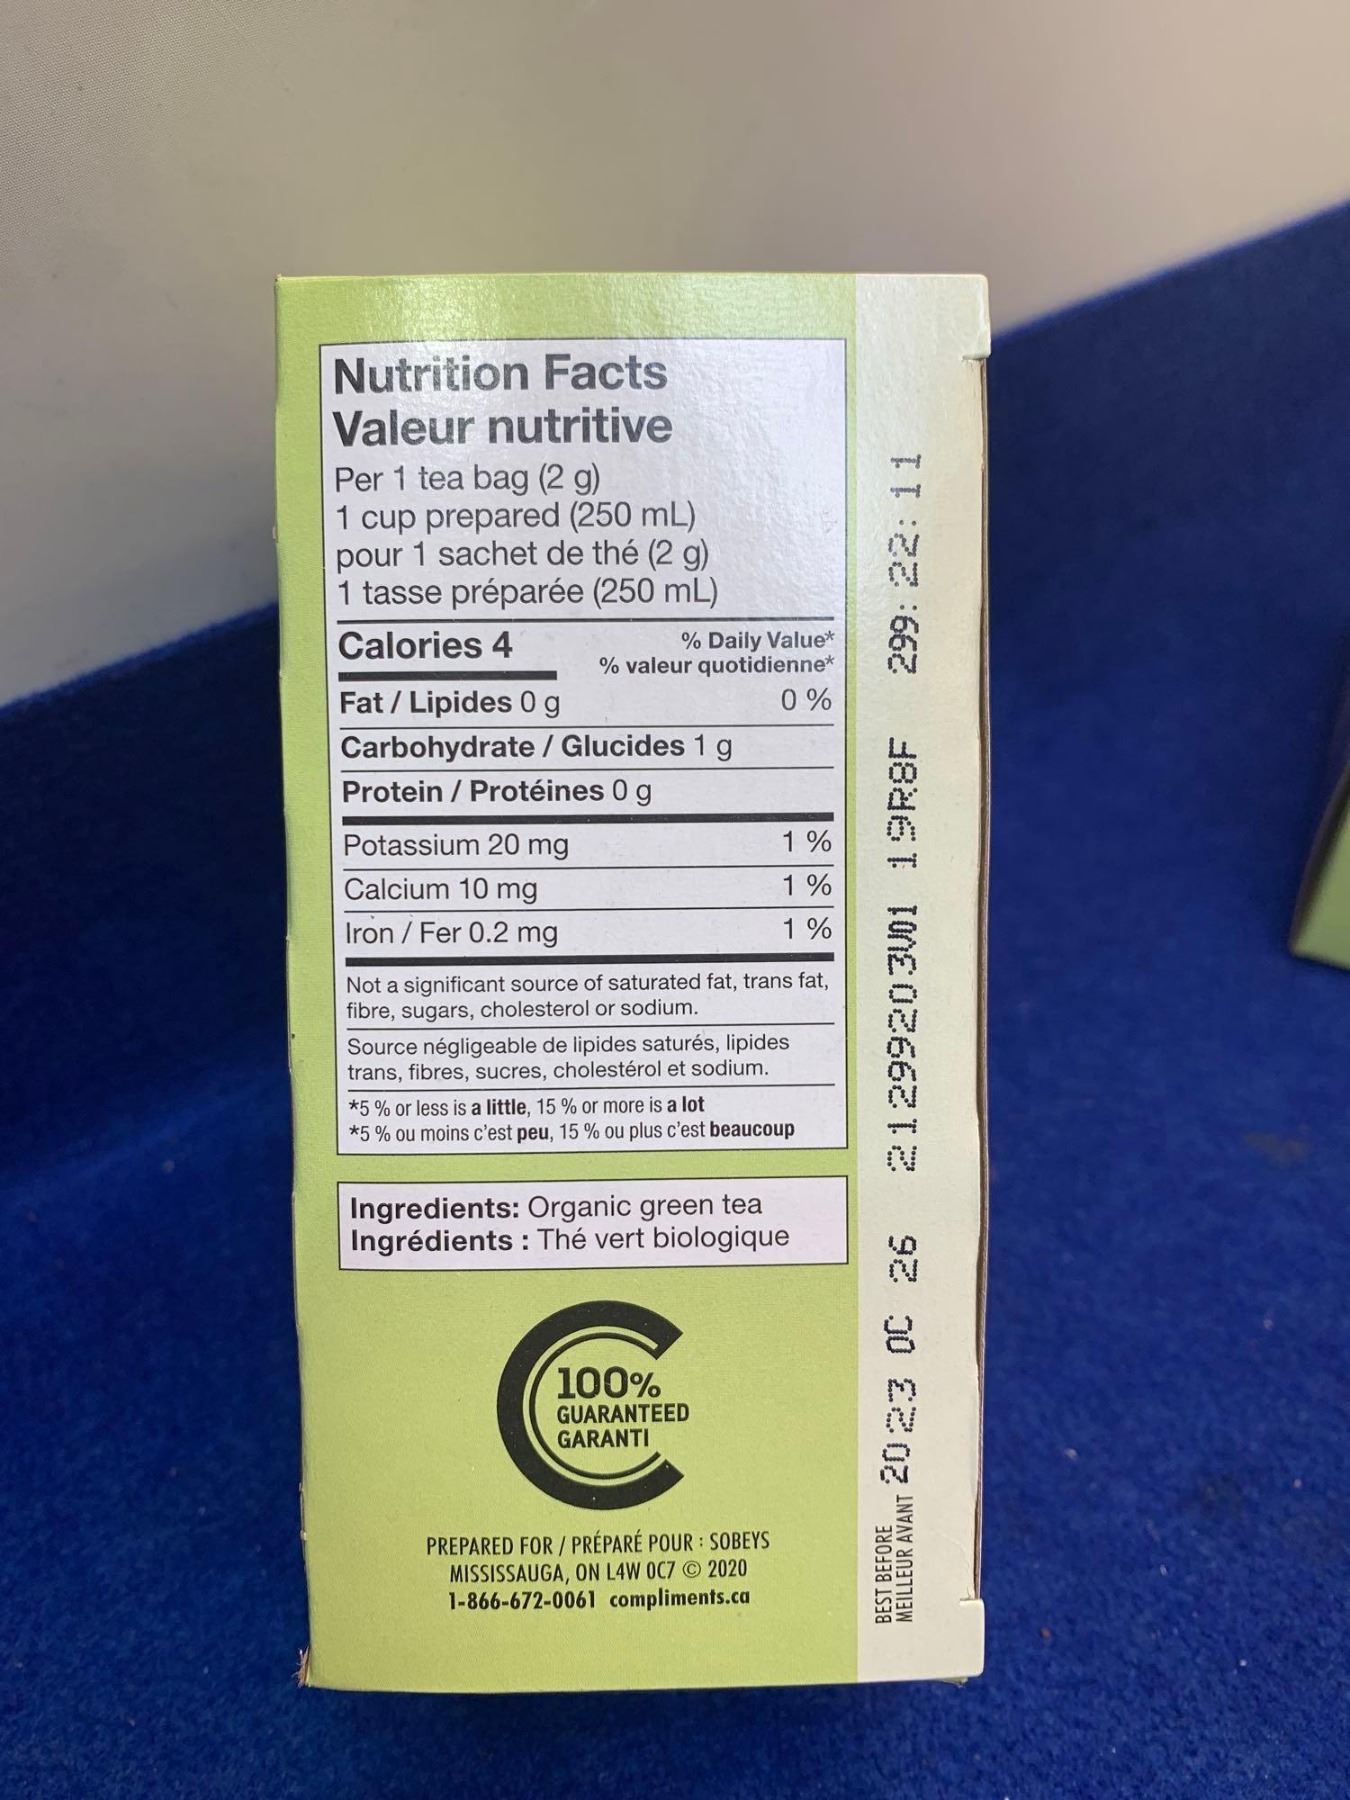 Nutrition Facts
Valeur nutritive
Per 1 tea bag (2 g)
1 cup prepared (250 mL)
pour 1 sachet de thé (2 g)
1 tasse préparée (250 mL)
Calories 4
% Daily Value*
% valeur quotidienne*
Fat / Lipides 0 g 0 %
Carbohydrate / Glucides 1 g
Protein / Protéines 0 g
Potassium 20 mg 1 %
Calcium 10 mg 1 %
Iron / Fer 0.2 mg 1 %
Not a significant source of saturated fat, trans fat,
fibre, sugars, cholesterol or sodium.
Source négligeable de lipides saturés, lipides
trans, fibres, sucres, cholestérol et sodium.
*5 % or less is a little, 15 % or more is a lot
*5 % ou moins c'est peu, 15 % ou plus c'est beaucoup
Ingredients: Organic green tea
Ingrédients : Thé vert biologique
100%
GUARANTEED
GARANTI
PREPARED FOR / PRÉPARÉ POUR : SOBEYS
MISSISSAUGA, ON L4W 0C7 © 2020
1-866-672-0061 compliments.ca
BEST BEFORE
MEILLEUR AVANT 2023 OC 26 21299203V01 19R8F 299: 22: 11